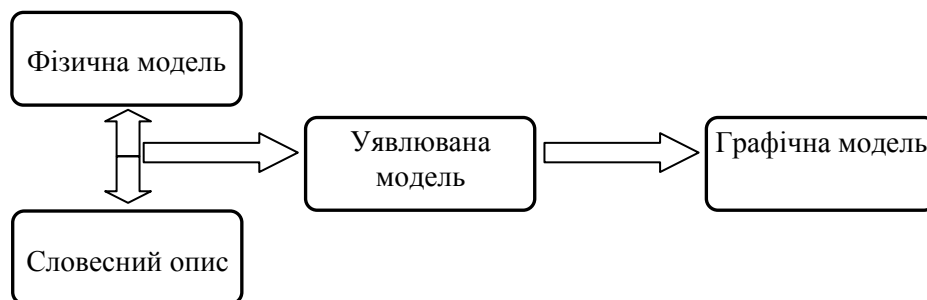 Фізична модель
Уявлювана
модель
Графічна модель
Словесний опис